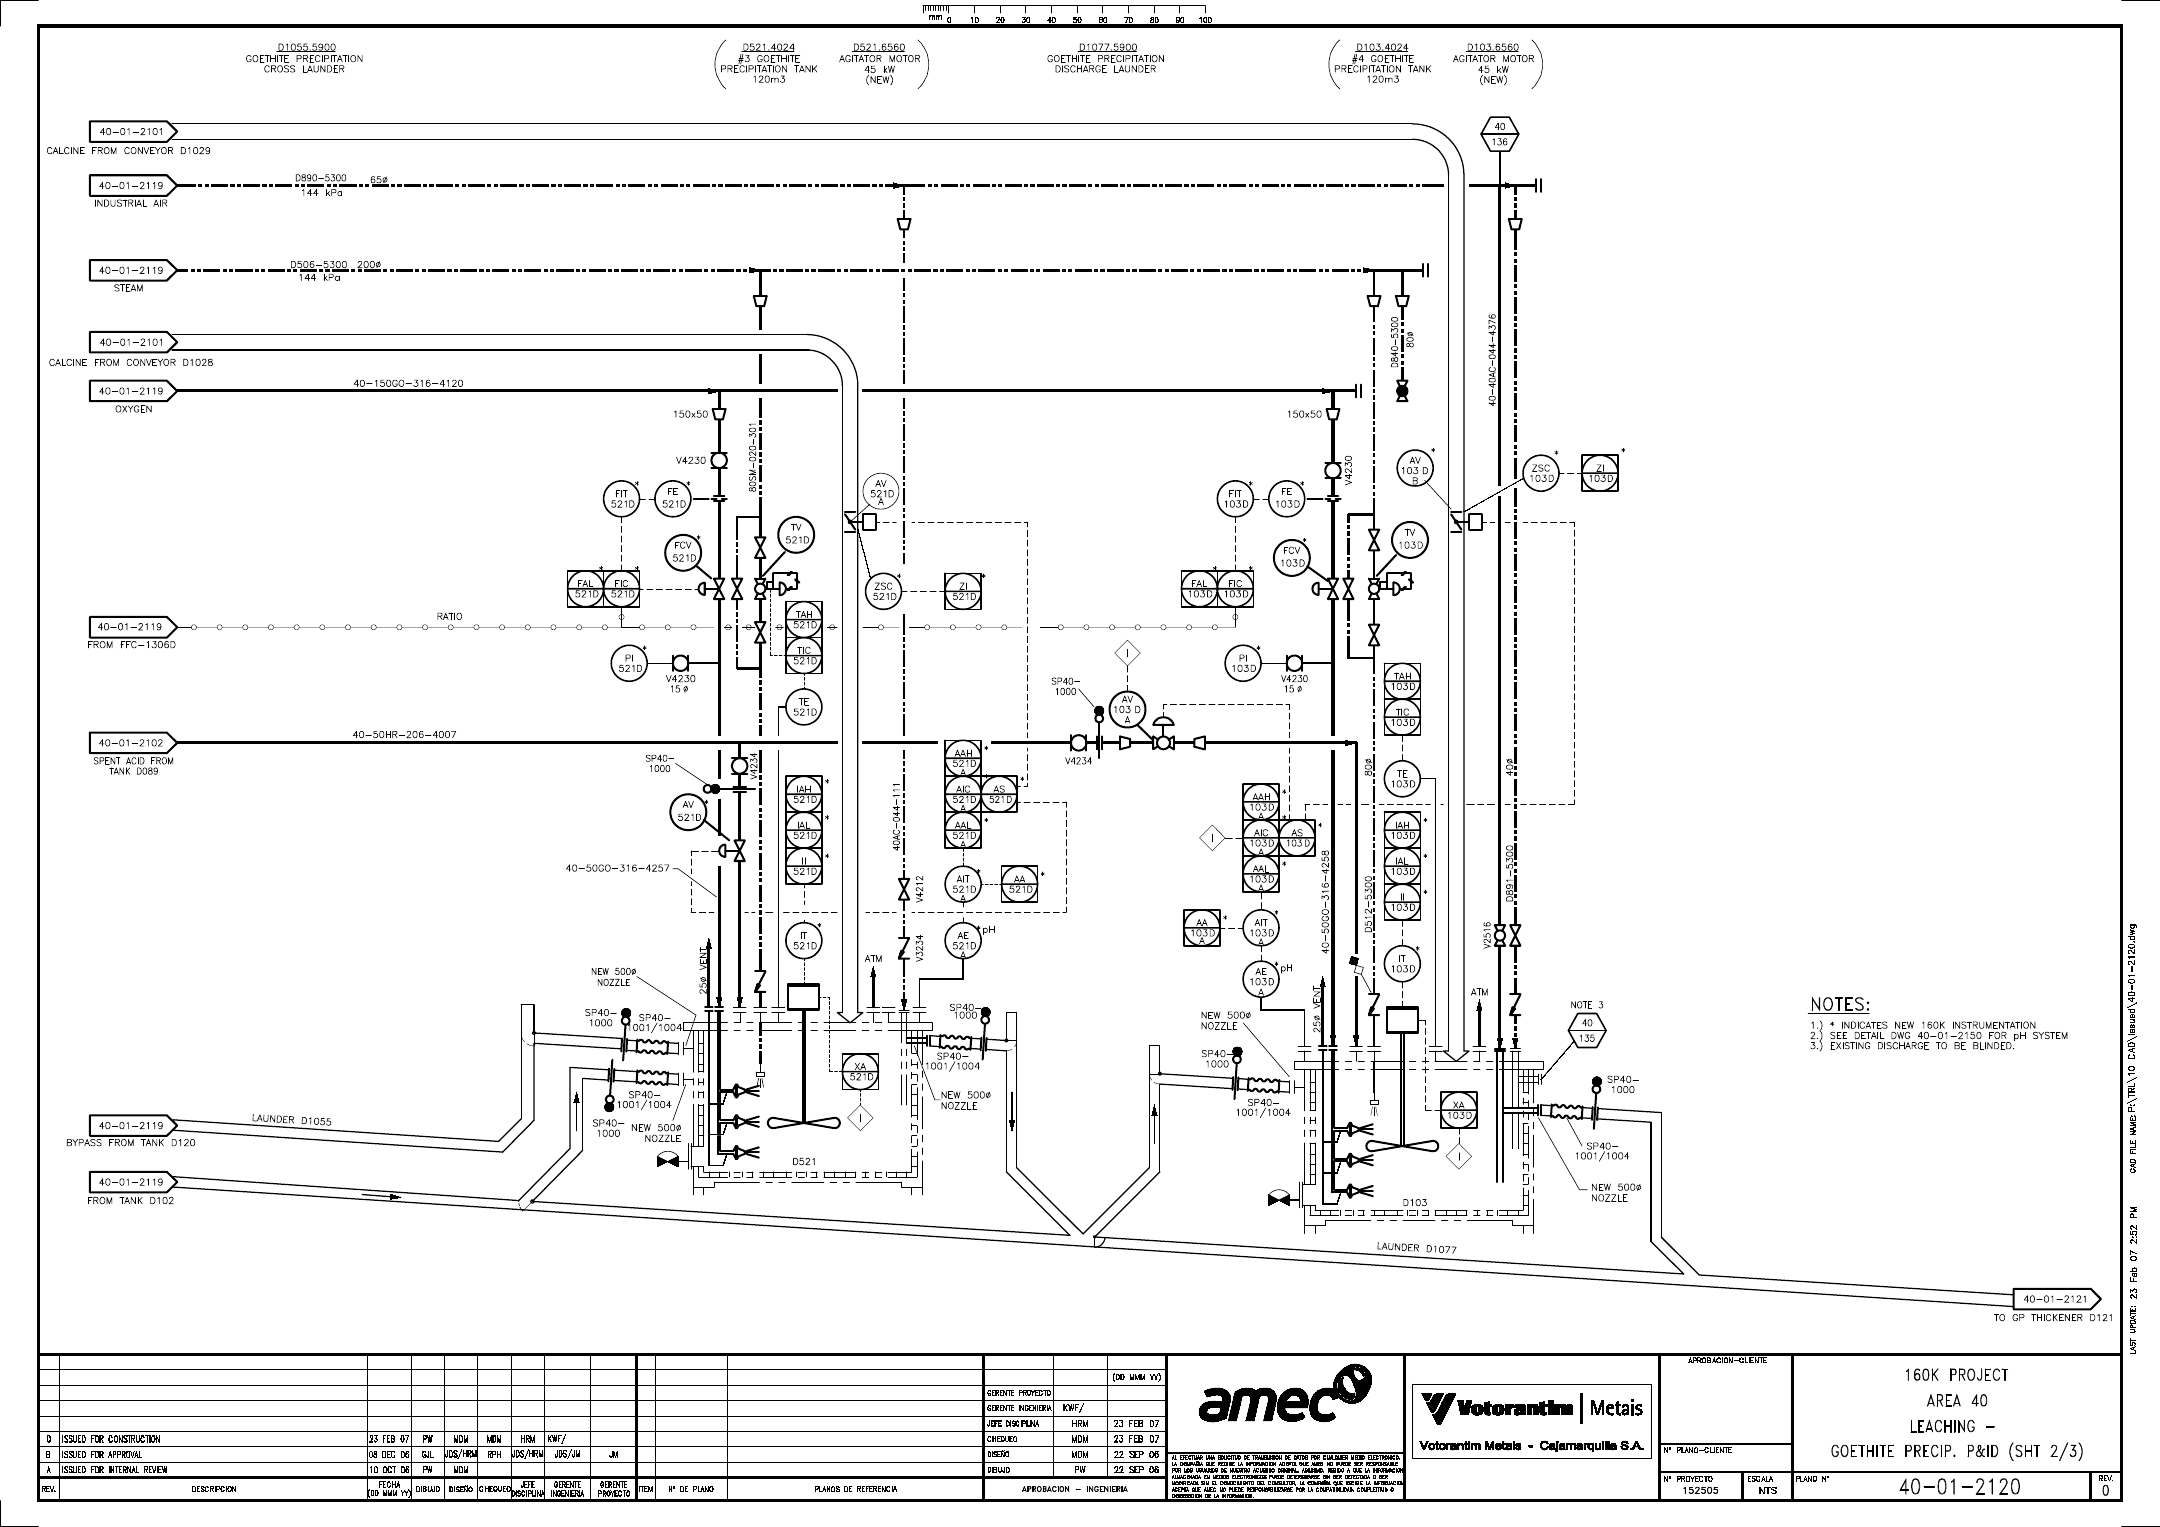 mm 0 10 20 30 40 50 60 70 80 90 100
D1055.5900
GOETHITE PRECIPITATION
CROSS LAUNDER
D521.4024
#3 GOETHITE
PRECIPITATION TANK
120m3
D521.6560
AGITATOR MOTOR
45 kW
(NEW)
D1077.5900
GOETHITE PRECIPITATION
DISCHARGE LAUNDER
D103.4024
#4 GOETHITE
PRECIPITATION TANK
120m3
D103.6560
AGITATOR MOTOR
45 kW
(NEW)
40-01-2101
CALCINE FROM CONVEYOR D1029
40
136
40-01-2119
INDUSTRIAL AIR
D890-5300 65ø
144 kPa
40-01-2119
STEAM
D506-5300 200ø
144 kPa
40-01-2101
CALCINE FROM CONVEYOR D1028
40-01-2119
OXYGEN
40-150GO-316-4120
150x50
150x50
D840-5300
80ø
40-40AC-044-4376
V4230
80SM-020-301
V4230
FIT
521D
*
FE
521D
*
AV
521D
A
*
FIT
103D
*
FE
103D
*
AV
103 D
B
*
ZSC
103D
*
ZI
103D
*
FCV
521D
*
TV
521D
FCV
103D
*
TV
103D
FAL
521D
*
FIC
521D
*
ZSC
521D
*
ZI
521D
*
FAL
103D
*
FIC
103D
*
40-01-2119
FROM FFC-1306D
RATIO
TAH
521D
TIC
521D
TE
521D
PI
521D
*
V4230
15ø
PI
103D
*
V4230
15ø
I
TAH
103D
TIC
103D
TE
103D
SP40-
1000
AV
103 D
A
40-01-2102
SPENT ACID FROM
TANK D089
40-50HR-206-4007
SP40-
1000
V4234
V4234
AV
521D
*
IAH
521D
*
IAL
521D
*
II
521D
*
AAH
521D
A
*
AIC
521D
A
AS
521D
*
AAL
521D
A
*
AIT
521D
A
*
AA
521D
*
AE
521D
A
*
pH
40AC-044-111
V4212
V3234
40-50GO-316-4257
IT
521D
*
AAH
103D
A
*
I
AIC
103D
A
AS
103D
*
AAL
103D
A
*
AA
103D
A
*
AIT
103D
A
*
AE
103D
A
*
pH
40-50GO-316-4258
80ø
D512-5300
IAH
103D
*
IAL
103D
*
II
103D
*
IT
103D
*
40ø
D891-5300
V2516
25ø VENT
ATM
NEW 500ø
NOZZLE
SP40-
1000
SP40-
1001/1004
SP40-
1000
SP40-
1001/1004
NEW 500ø
NOZZLE
SP40-
1001/1004
SP40-
1000
NEW 500ø
NOZZLE
XA
521D
I
D521
25ø VENT
ATM
NEW 500ø
NOZZLE
SP40-
1000
SP40-
1001/1004
XA
103D
I
D103
NOTE 3
40
135
SP40-
1000
SP40-
1001/1004
NEW 500ø
NOZZLE
40-01-2119
BYPASS FROM TANK D120
LAUNDER D1055
40-01-2119
FROM TANK D102
LAUNDER D1077
40-01-2121
TO GP THICKENER D121
NOTES:
1.) * INDICATES NEW 160K INSTRUMENTATION
2.) SEE DETAIL DWG 40-01-2150 FOR pH SYSTEM
3.) EXISTING DISCHARGE TO BE BLINDED.
LAST UPDATE: 23 Feb 07 2:52 PM CAD FILE NAME: P:\TRL\10 CAD\Issued\40-01-2120.dwg
0 ISSUED FOR CONSTRUCTION 23 FEB 07 PW MDM MDM HRM KWF/
B ISSUED FOR APPROVAL 08 DEC 06 GJL JDS/HRM RPH JDS/HRM JDS/JM JM
A ISSUED FOR INTERNAL REVIEW 10 OCT 06 PW MDM
REV. DESCRIPCION FECHA (DD MMM YY) DIBUJO DISEÑO CHEQUEO JEFE DISCIPLINA GERENTE INGENIERIA GERENTE PROYECTO
ITEM N° DE PLANO PLANOS DE REFERENCIA
(DD MMM YY)
GERENTE PROYECTO
GERENTE INGENIERIA KWF/
JEFE DISCIPLINA HRM 23 FEB 07
CHEQUEO MDM 23 FEB 07
DISEÑO MDM 22 SEP 06
DIBUJO PW 22 SEP 06
APROBACION - INGENIERIA
amec
Votorantim | Metais
Votorantim Metais - Cajamarquilla S.A.
APROBACION-CLIENTE
N° PLANO-CLIENTE
N° PROYECTO
152505
ESCALA
NTS
160K PROJECT
AREA 40
LEACHING -
GOETHITE PRECIP. P&ID (SHT 2/3)
PLANO N°
40-01-2120
REV.
0